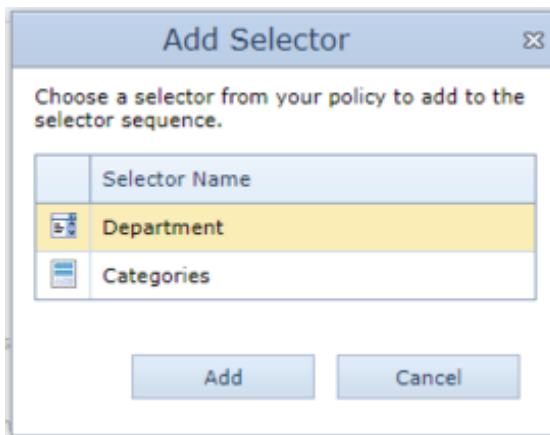 Add Selector
Choose a selector from your policy to add to the
selector sequence.
Selector Name
Department
Categories
Add
Cancel